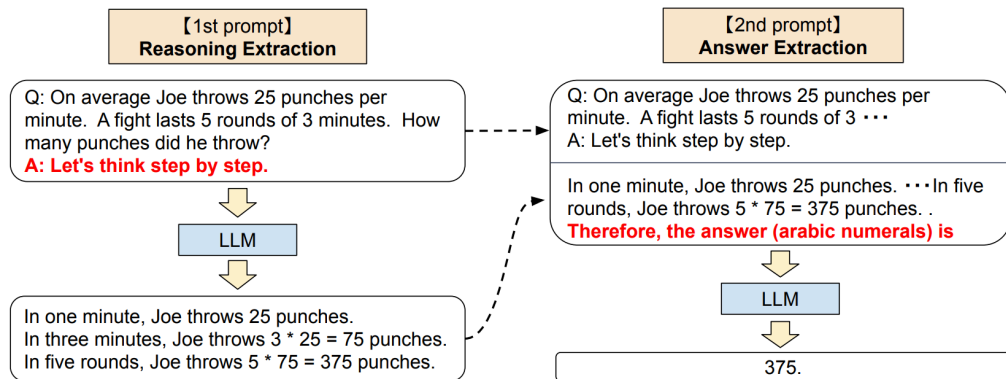 【1st prompt】
Reasoning Extraction
Q: On average Joe throws 25 punches per
minute.  A fight lasts 5 rounds of 3 minutes.  How
many punches did he throw?
A: Let's think step by step.
LLM
In one minute, Joe throws 25 punches.
In three minutes, Joe throws 3 * 25 = 75 punches.
In five rounds, Joe throws 5 * 75 = 375 punches.
【2nd prompt】
Answer Extraction
Q: On average Joe throws 25 punches per
minute.  A fight lasts 5 rounds of 3 ・・・
A: Let's think step by step.
In one minute, Joe throws 25 punches. ・・・In five
rounds, Joe throws 5 * 75 = 375 punches. .
Therefore, the answer (arabic numerals) is
LLM
375.